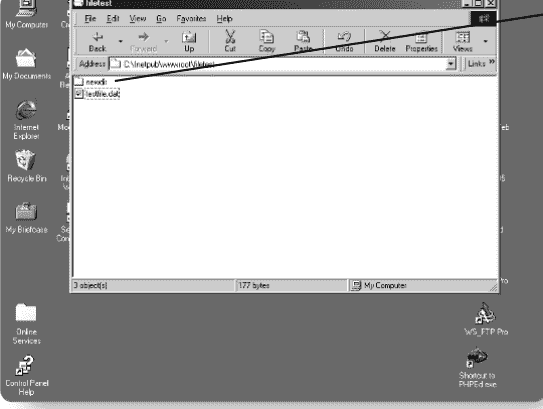 filetest
File Edit View Go Favorites Help
Back Forward Up Cut Copy Paste Undo Delete Properties Views
Address C:\Inetpub\wwwroot\filetest Links »
newdir
testfile.dat
3 object(s) 177 bytes My Computer
My Computer
My Documents
Internet Explorer
Recycle Bin
My Briefcase
Online Services
Control Panel Help
WS_FTP Pro
Shortcut to PHPEd.exe